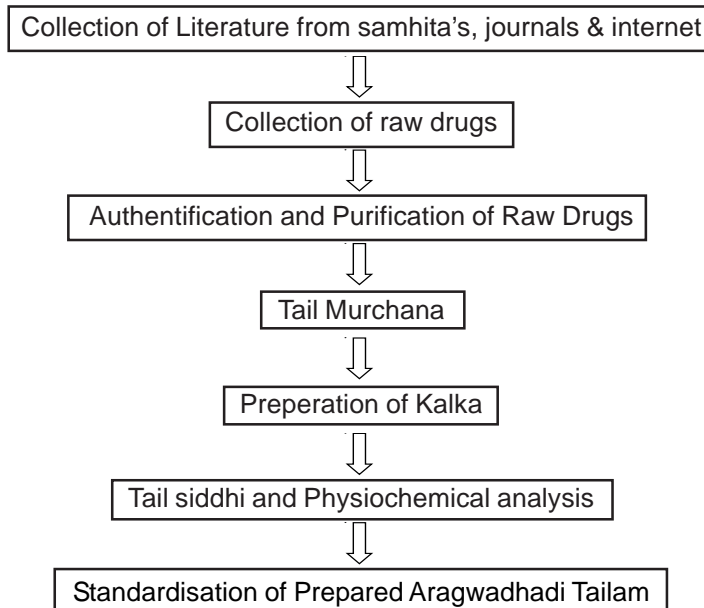 Collection of Literature from samhita's, journals & internet
Collection of raw drugs
Authentification and Purification of Raw Drugs
Tail Murchana
Preperation of Kalka
Tail siddhi and Physiochemical analysis
Standardisation of Prepared Aragwadhadi Tailam